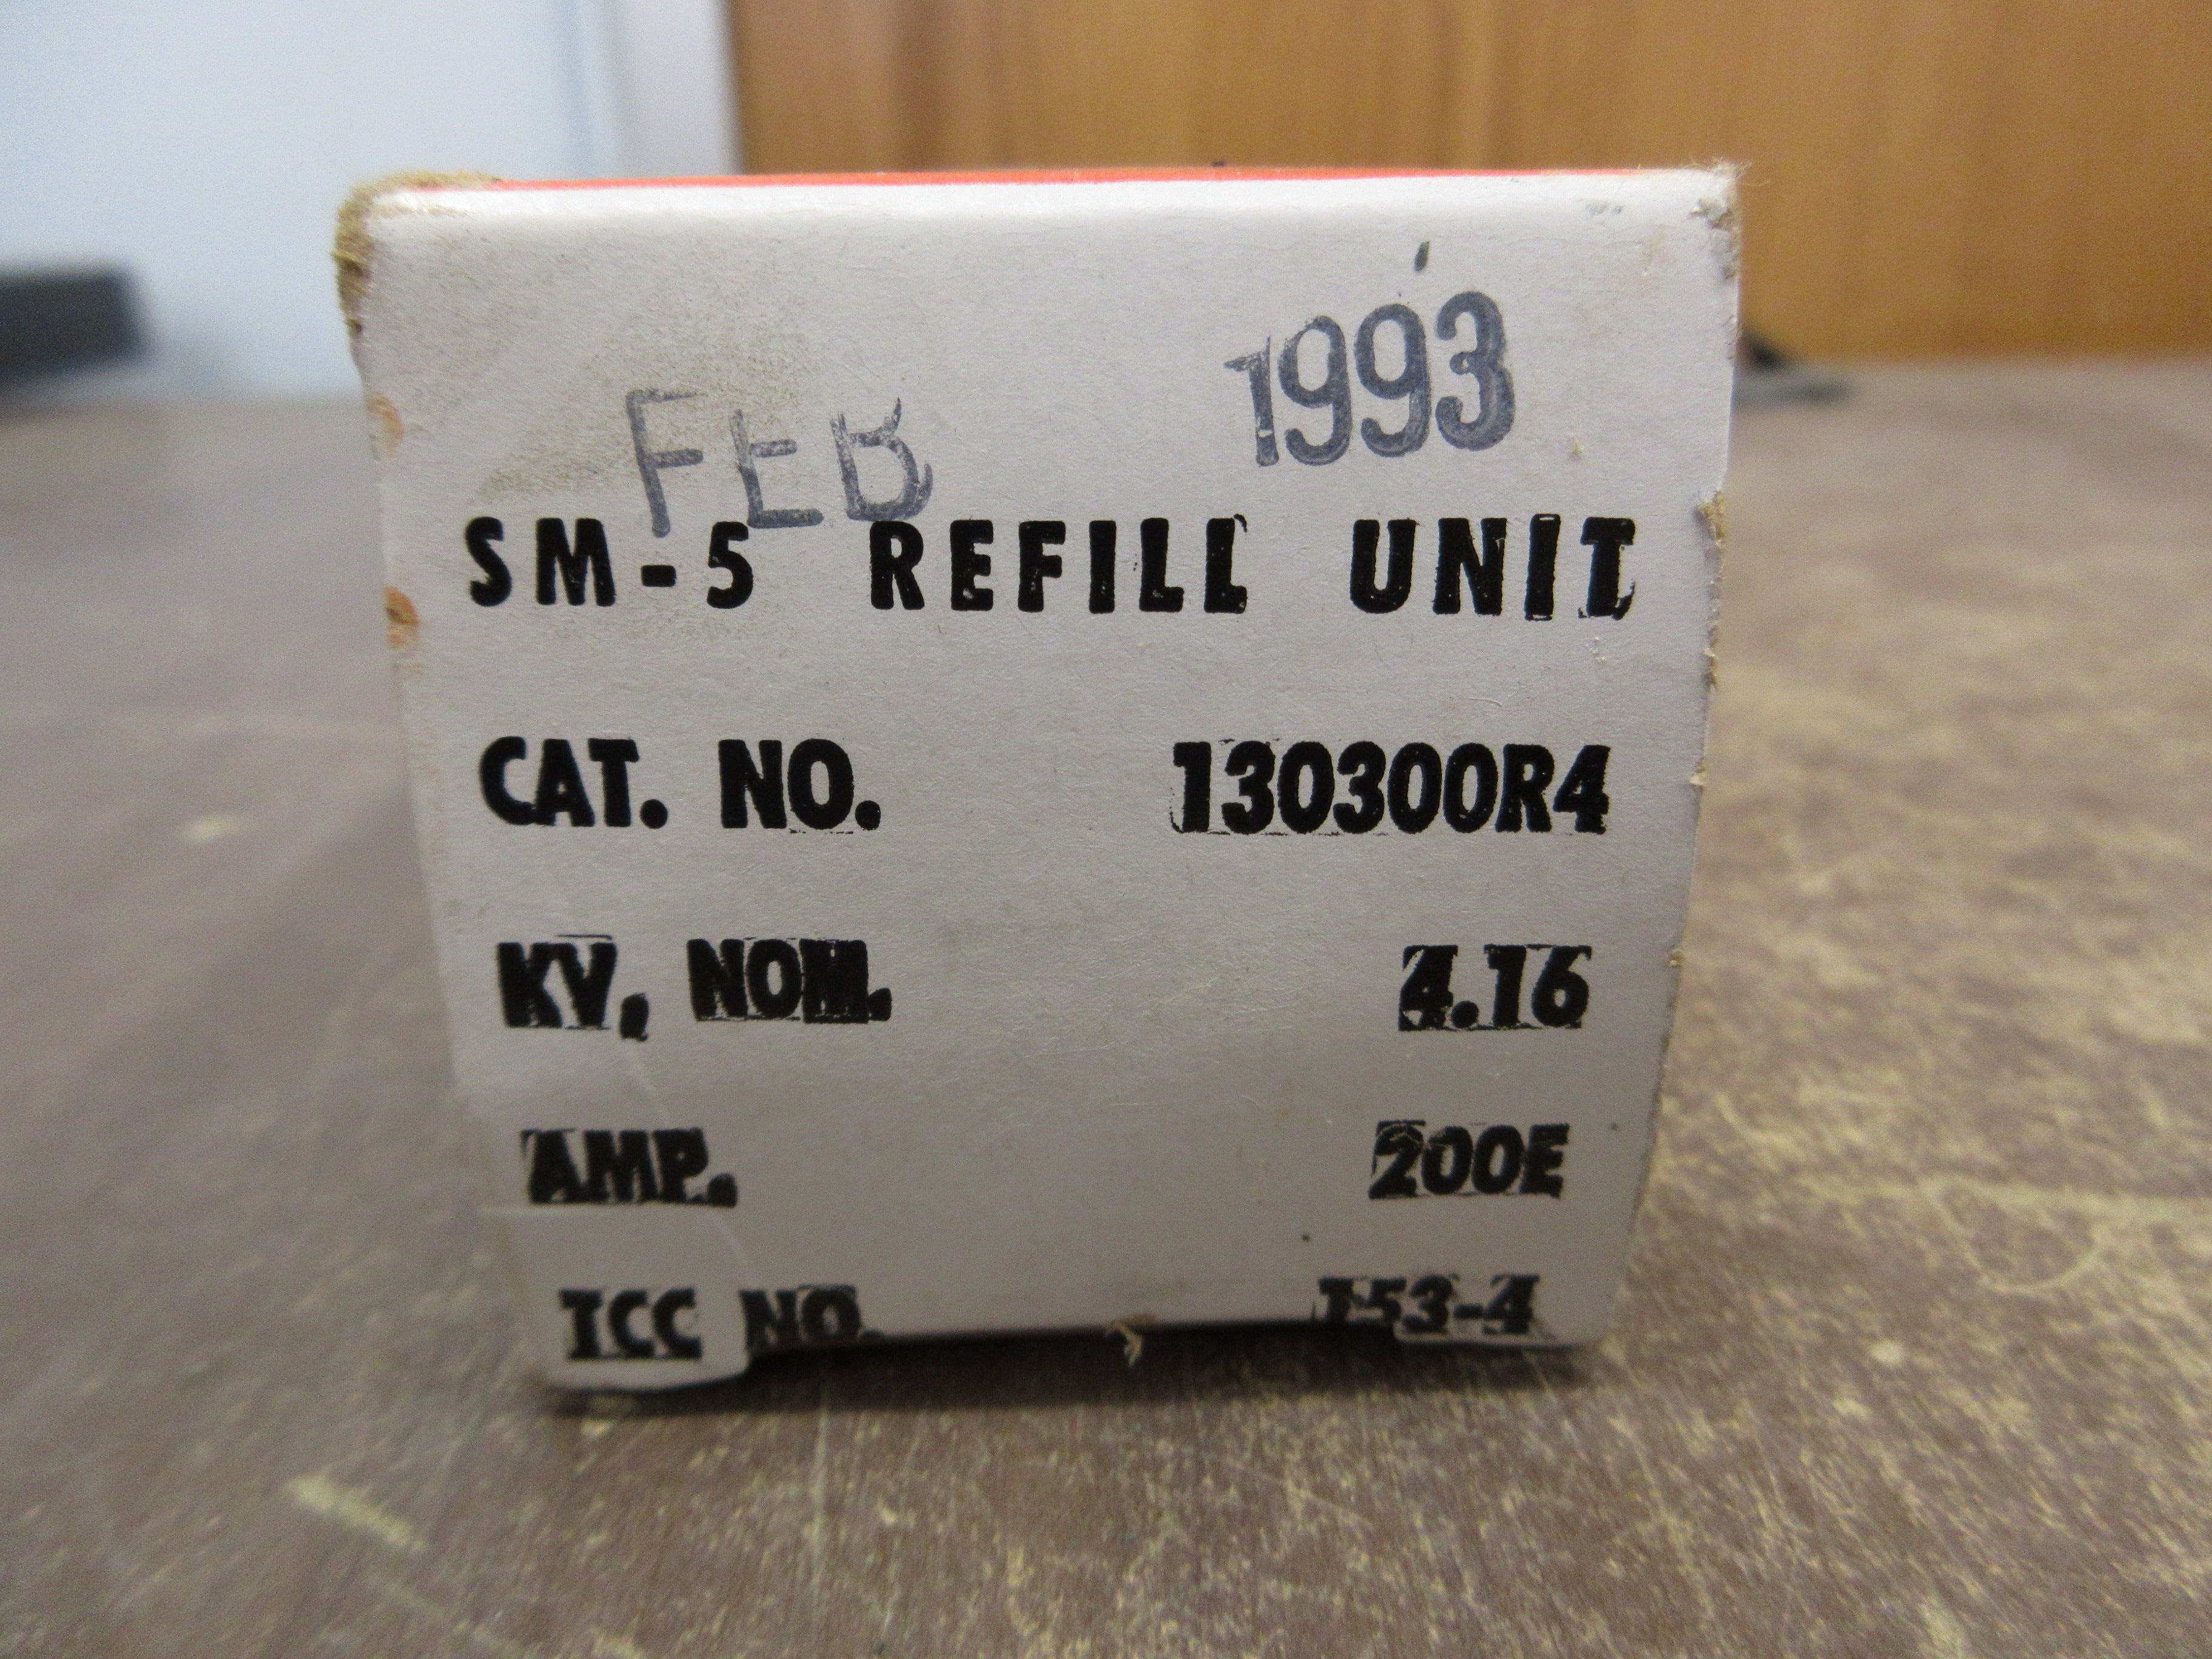 FEB 1993
SM-5 REFILL UNIT
CAT. NO. 130300R4
KV, NOM. 4.16
AMP. 200E
TCC NO. 153-4